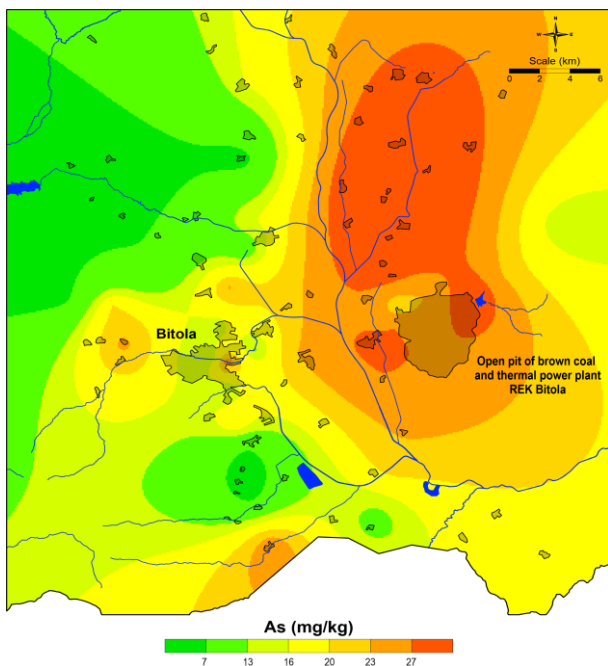 N
W E
S
Scale (km)
0 2 4 6
Bitola
Open pit of brown coal
and thermal power plant
REK Bitola
As (mg/kg)
7 13 16 20 23 27